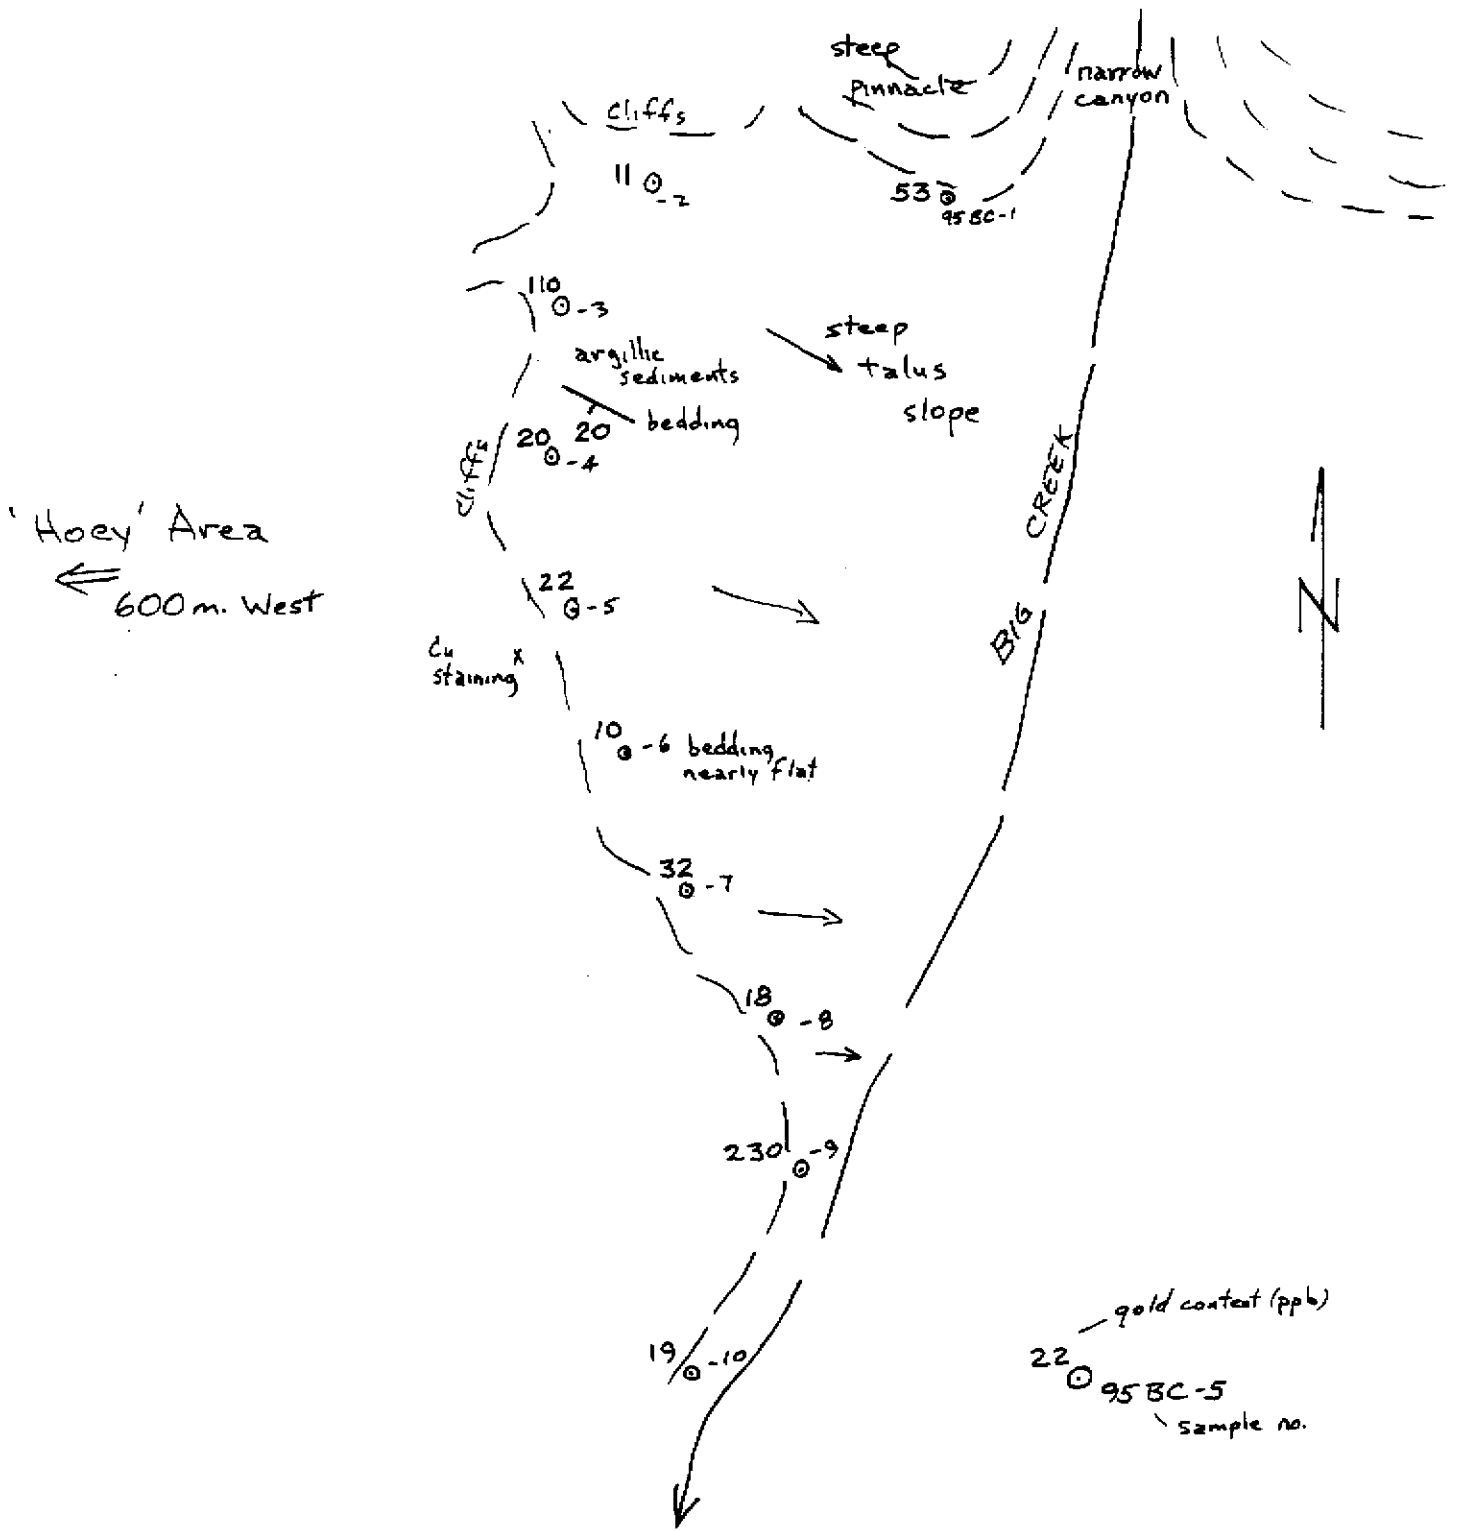 steep
pinnacle
narrow
canyon
cliffs
11
-2
53
95BC-1
110
-3
argillic
sediments
steep
talus
slope
bedding
20
20
-4
cliffs
CREEK
'Hoey' Area
600m. West
N
22
-5
BIG
Cu
staining
x
10
-6 bedding
nearly flat
32
-7
18
-8
230
-9
19
-10
gold content (ppb)
22
95BC-5
sample no.